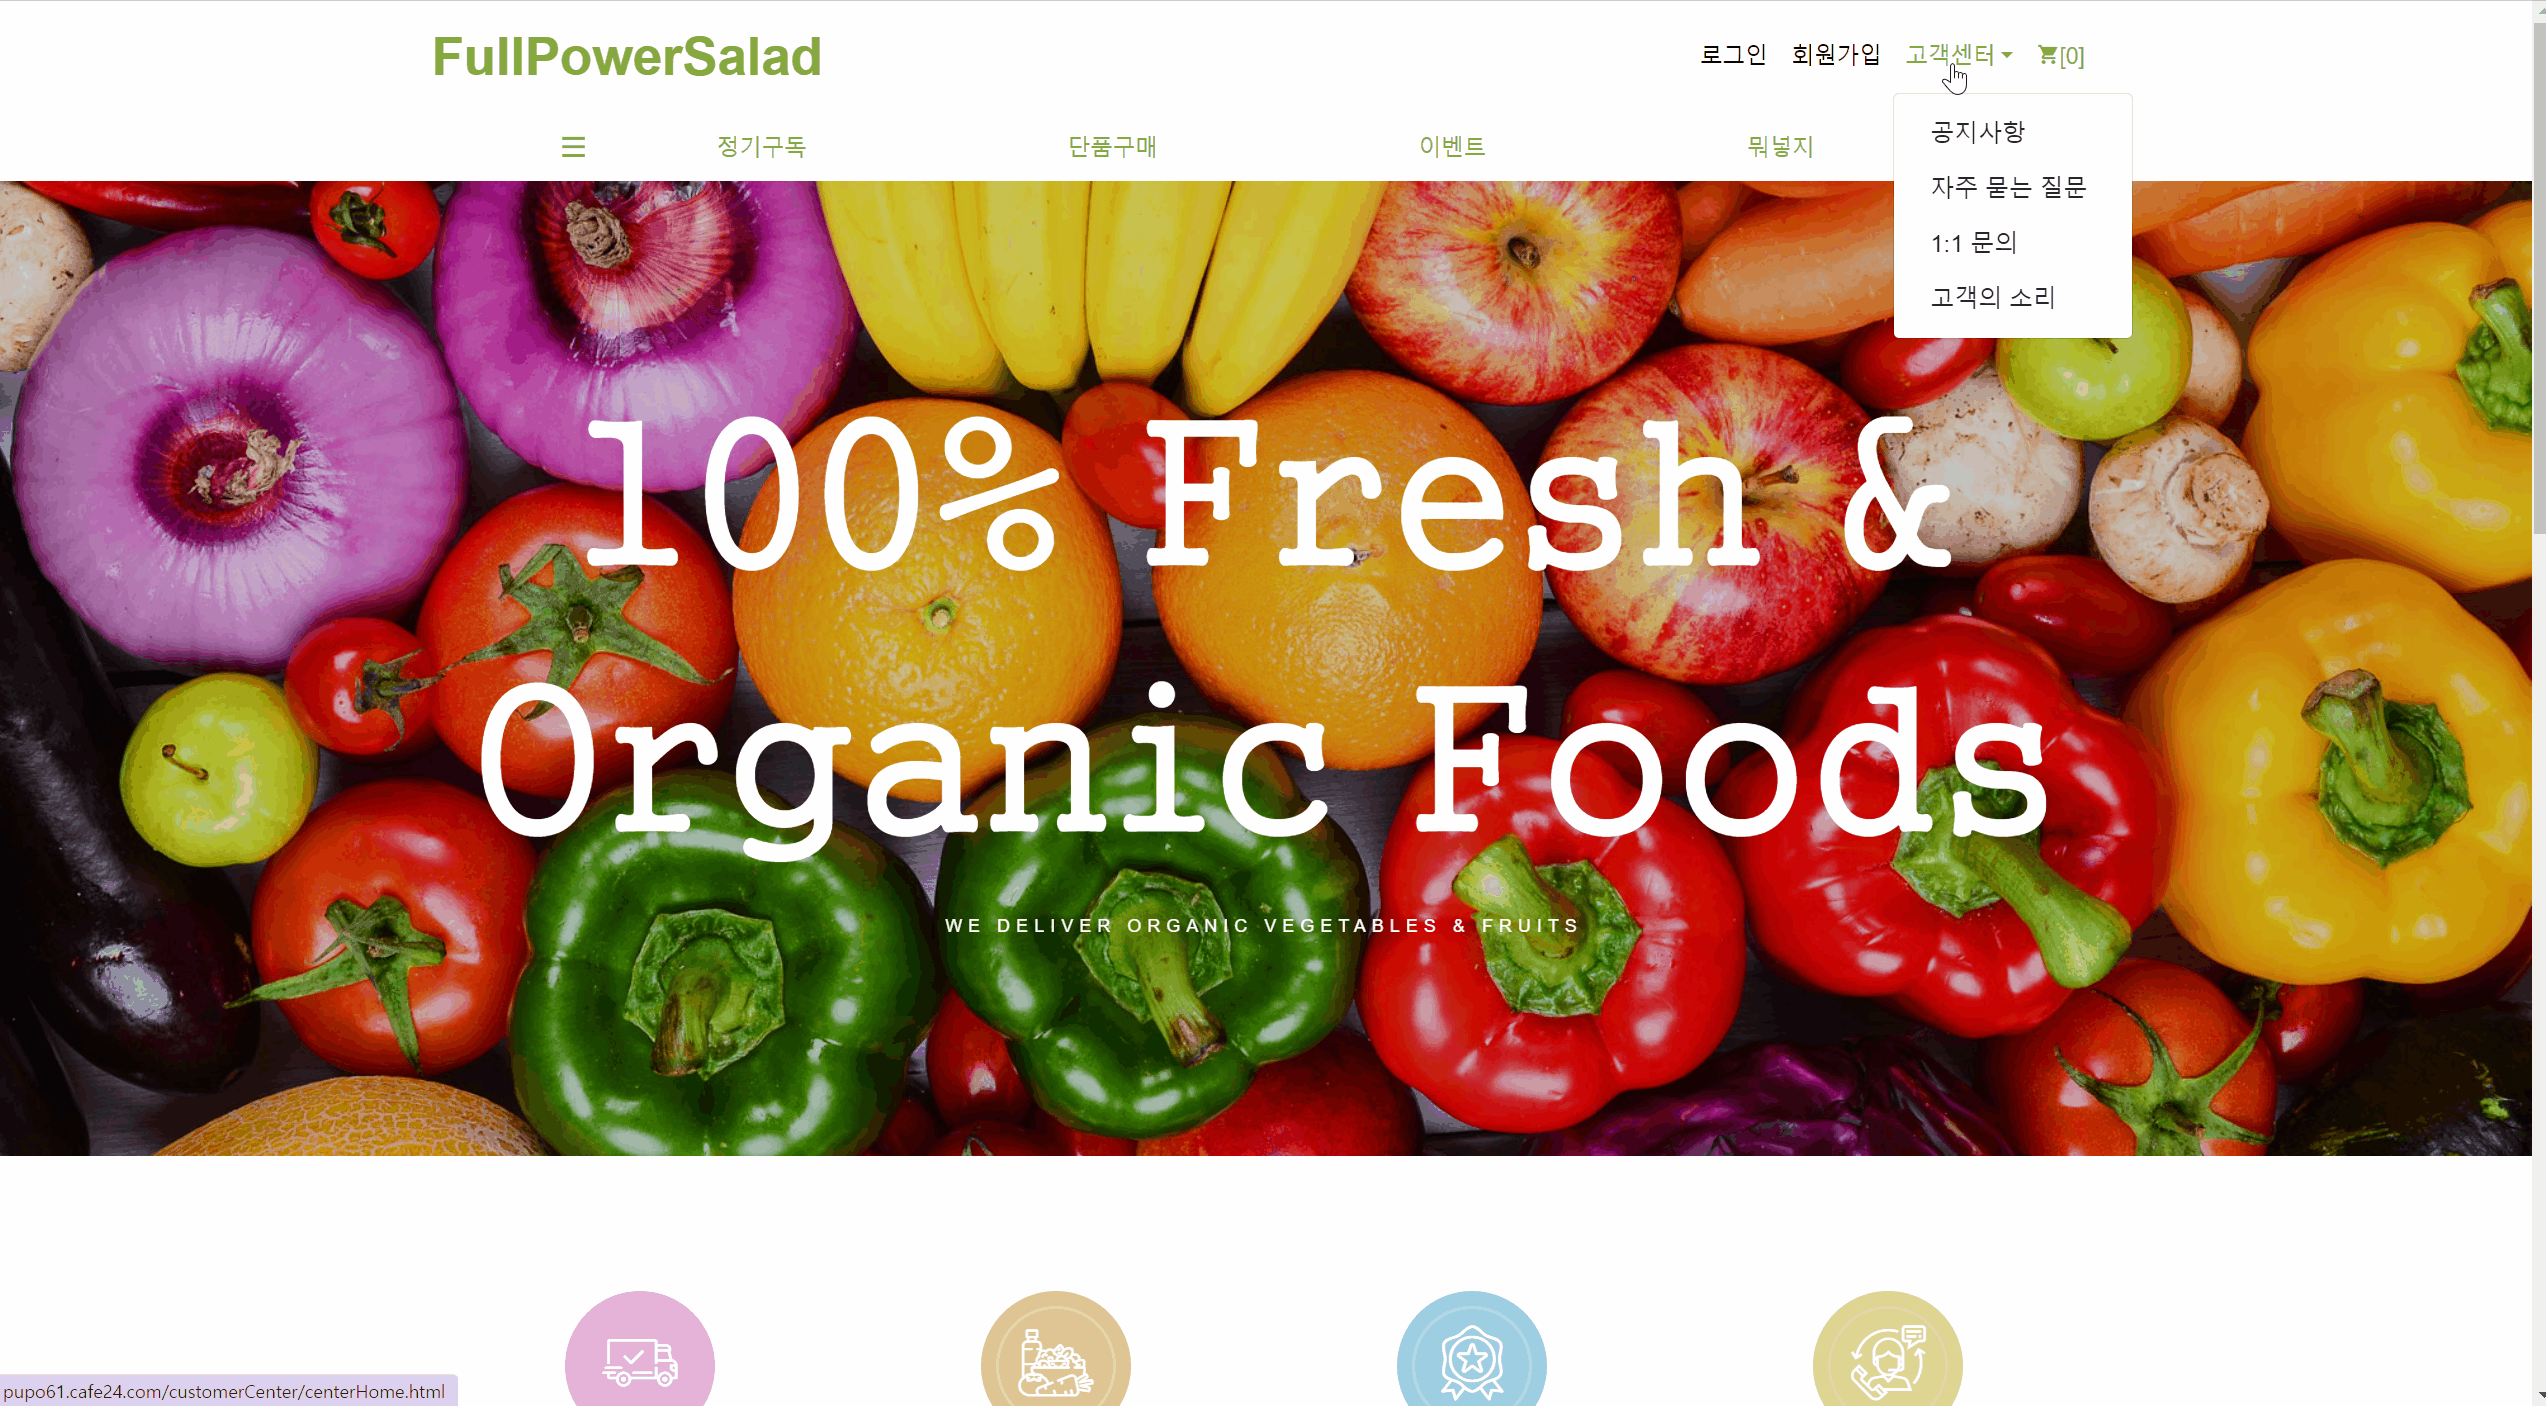 FullPowerSalad
로그인 회원가입 고객센터 [0]
정기구독 단품구매 이벤트 뭐넣지
공지사항
자주 묻는 질문
1:1 문의
고객의 소리
100% Fresh &
Organic Foods
WE DELIVER ORGANIC VEGETABLES & FRUITS
pupo61.cafe24.com/customerCenter/centerHome.html